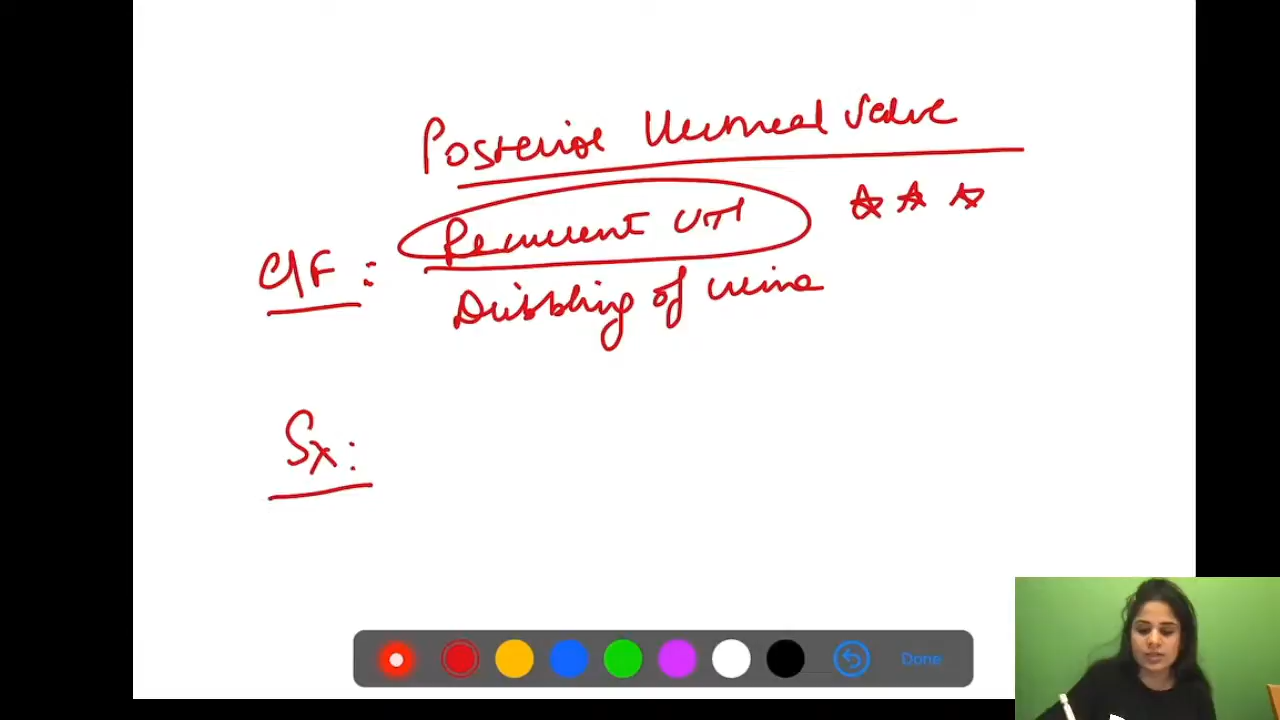 Posterior Urethral valve
Recurrent UTI
C/F:
Dribbling of urine
Sx:
Done